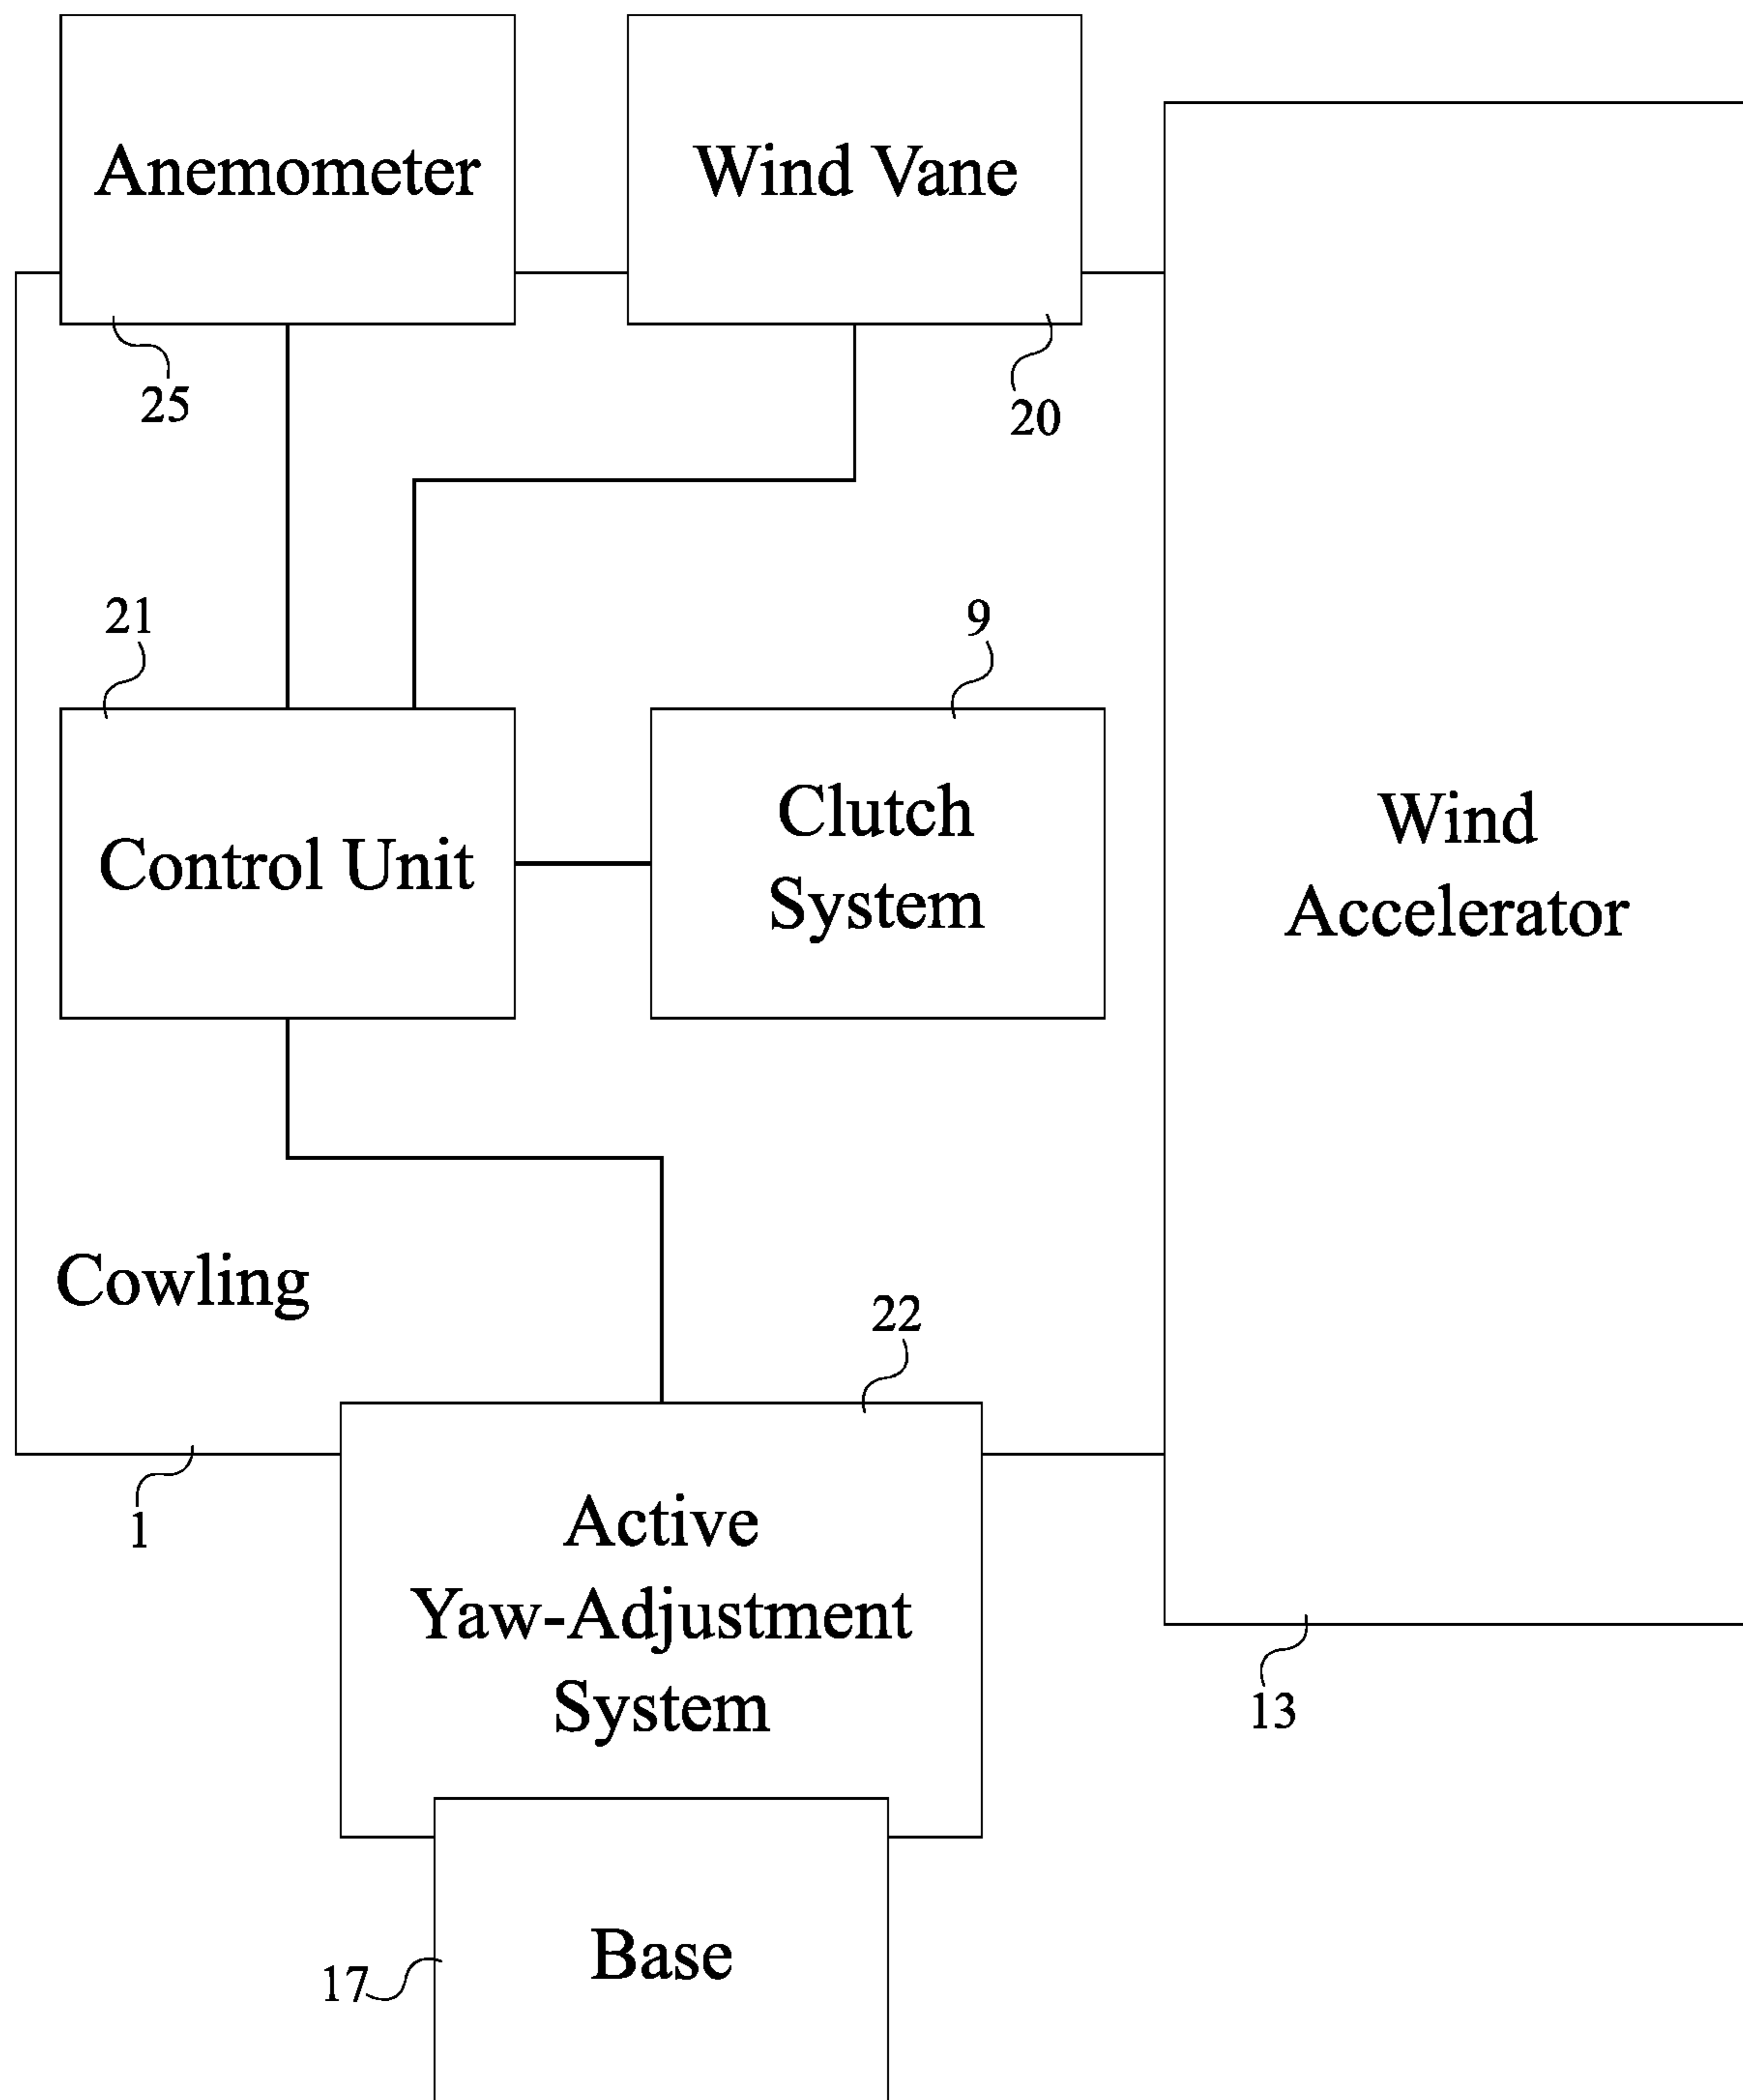 Anemometer
Wind Vane
25
20
21
9
Control Unit
Clutch
System
Wind
Accelerator
Cowling
22
1
Active
Yaw-Adjustment
System
13
Base
17